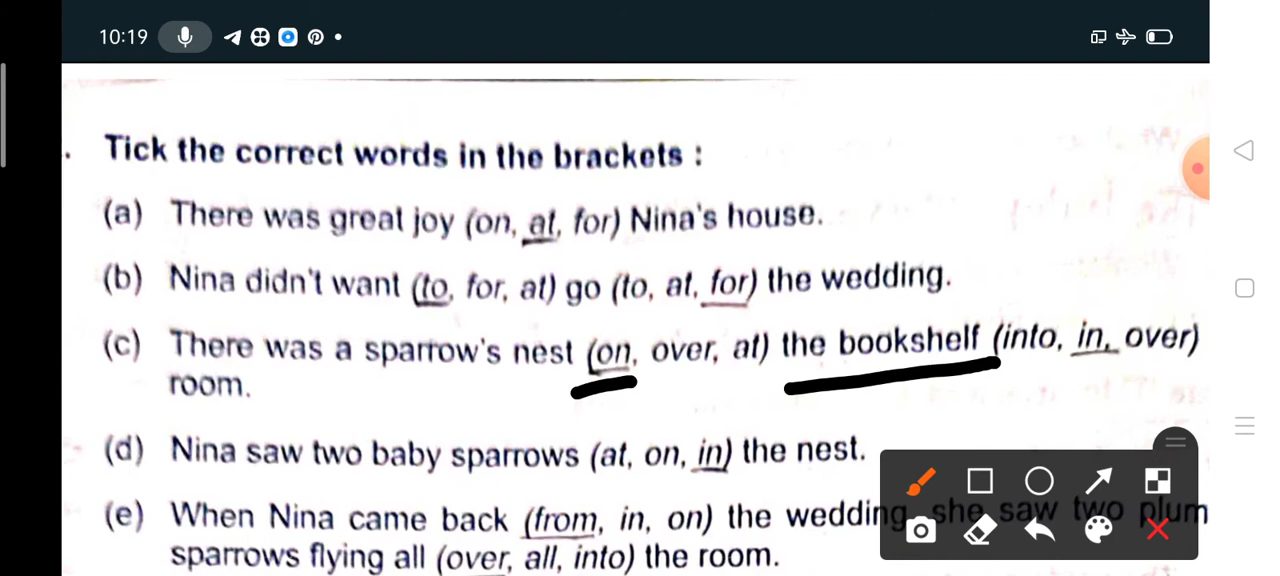 10:19
. Tick the correct words in the brackets :
(a) There was great joy (on, at, for) Nina's house.
(b) Nina didn't want (to, for, at) go (to, at, for) the wedding.
(c) There was a sparrow's nest (on, over, at) the bookshelf (into, in, over)
room.
(d) Nina saw two baby sparrows (at, on, in) the nest.
(e) When Nina came back (from, in, on) the wedding, she saw two plum
sparrows flying all (over, all, into) the room.